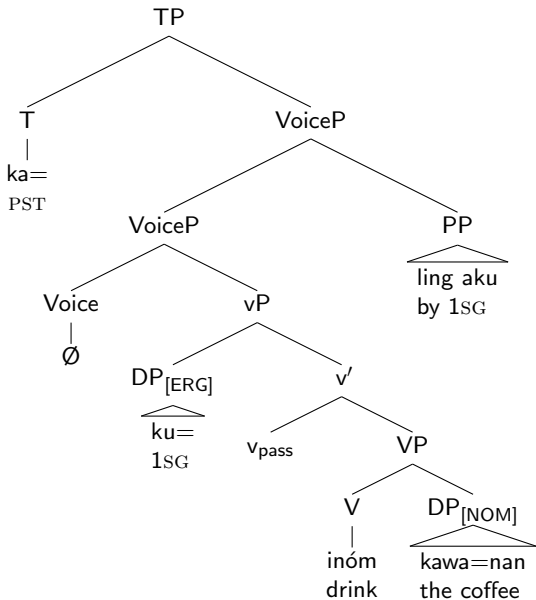 TP
T VoiceP
ka=
PST
VoiceP PP
ling aku
by 1SG
Voice vP
Ø
DP[ERG] v′
ku=
1SG
vpass VP
V DP[NOM]
inóm kawa=nan
drink the coffee